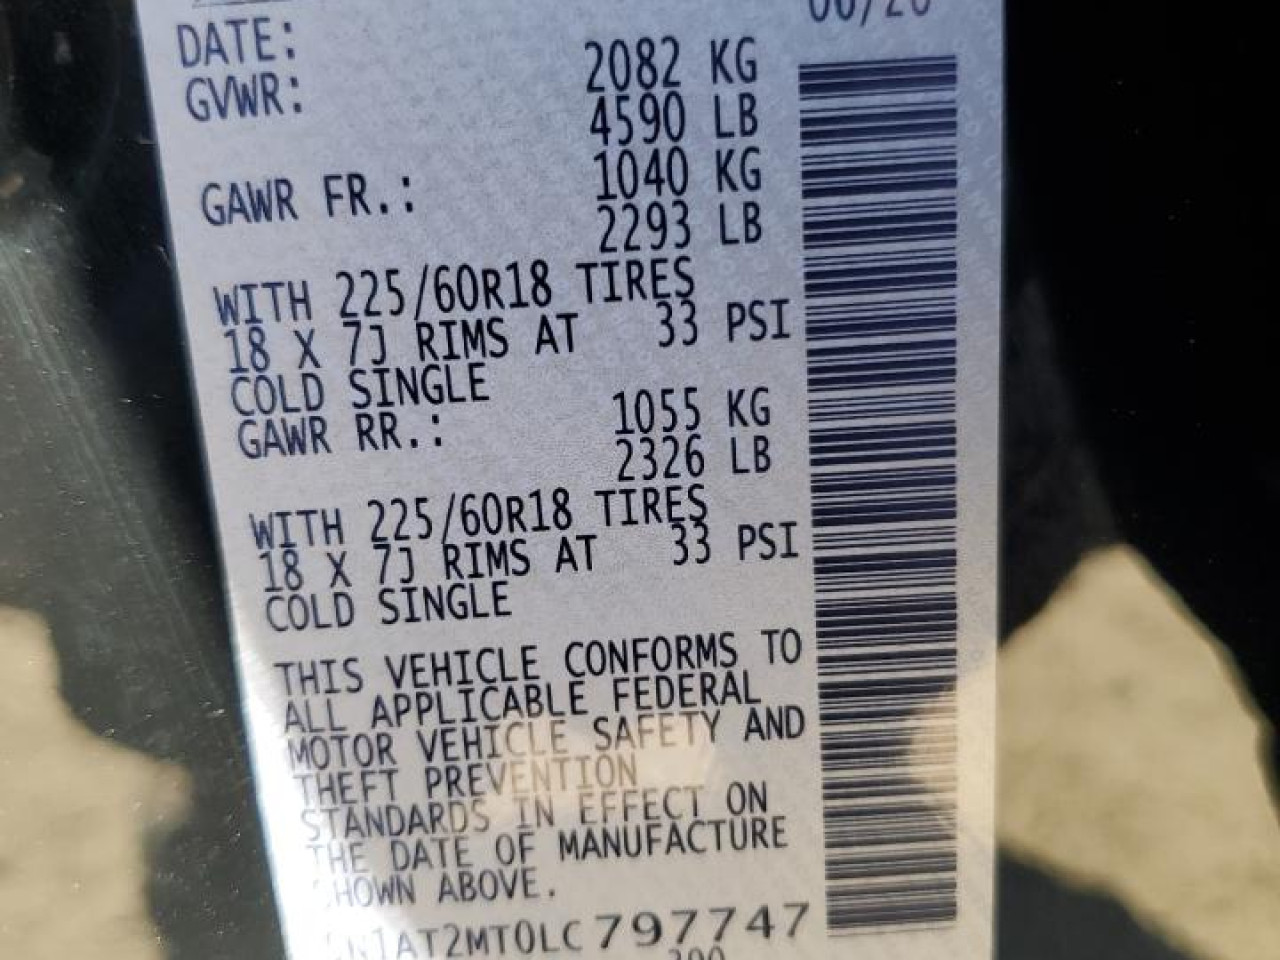 DATE: 06/20
GVWR: 2082 KG
4590 LB
GAWR FR.: 1040 KG
2293 LB
WITH 225/60R18 TIRES
18 X 7J RIMS AT 33 PSI
COLD SINGLE
GAWR RR.: 1055 KG
2326 LB
WITH 225/60R18 TIRES
18 X 7J RIMS AT 33 PSI
COLD SINGLE
THIS VEHICLE CONFORMS TO
ALL APPLICABLE FEDERAL
MOTOR VEHICLE SAFETY AND
THEFT PREVENTION
STANDARDS IN EFFECT ON
THE DATE OF MANUFACTURE
SHOWN ABOVE.
N1AT2MT0LC797747